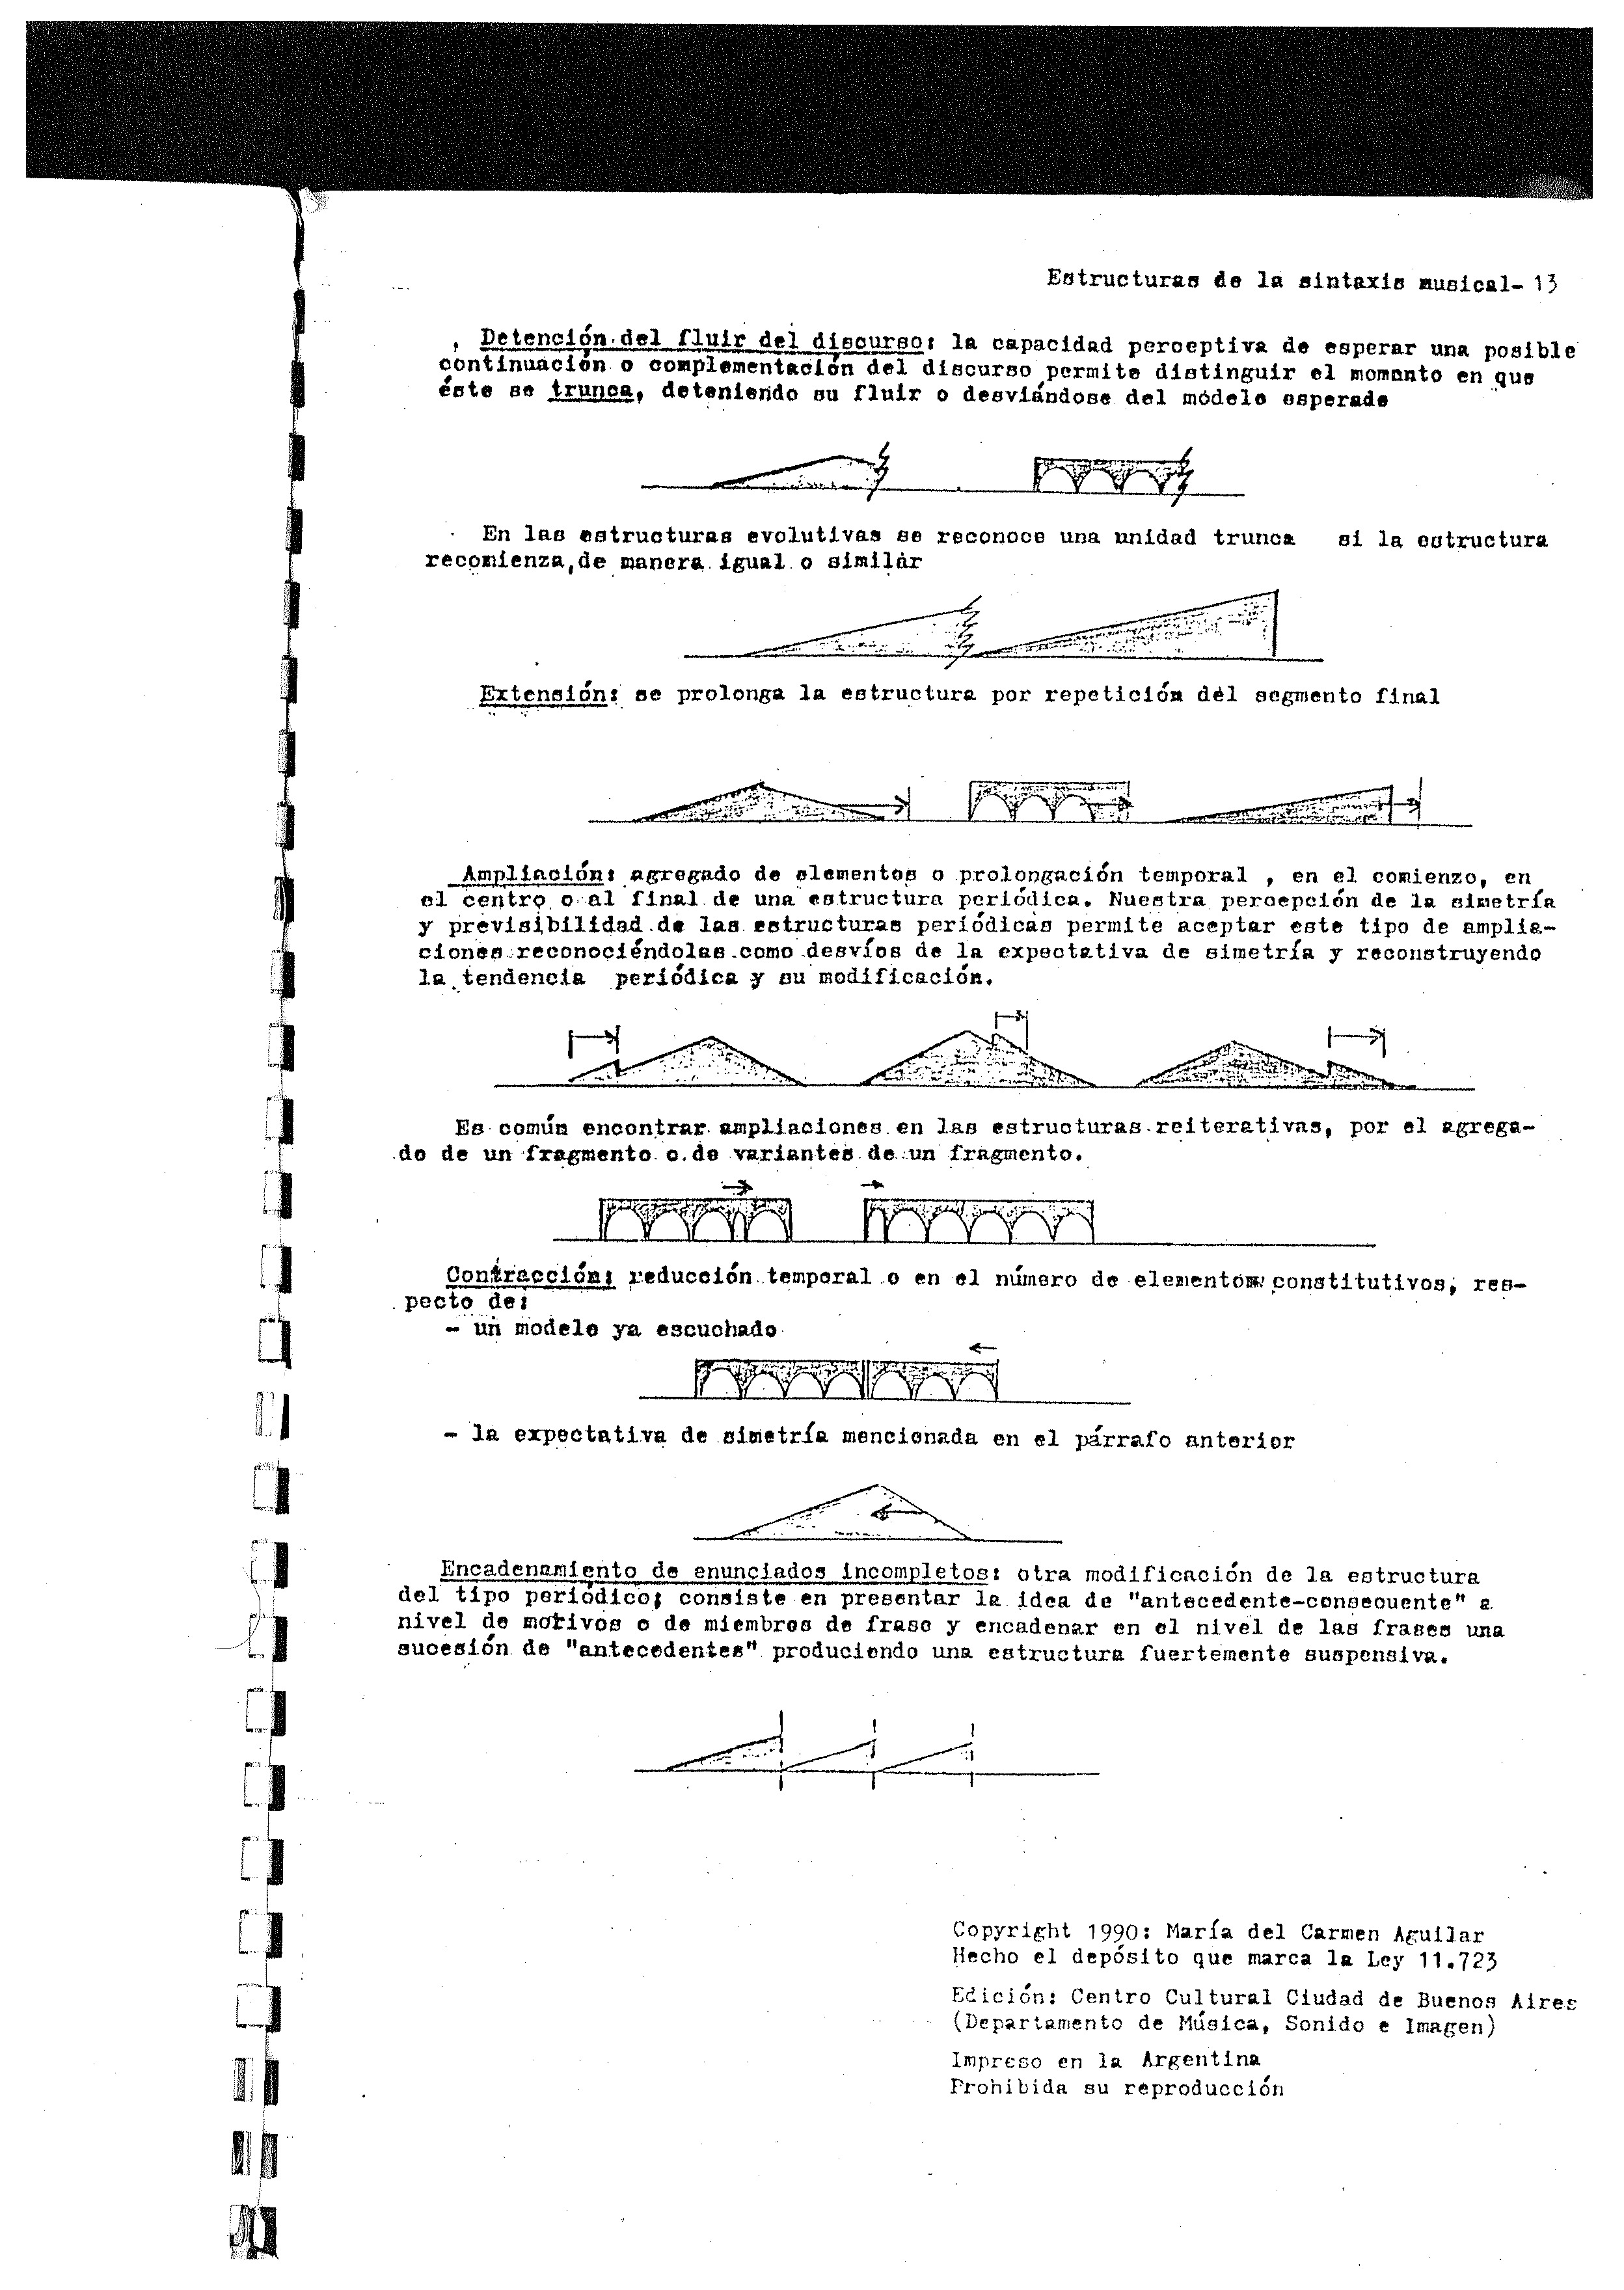 Estructuras de la sintaxis musical- 13
Detención del fluir del discurso: la capacidad perceptiva de esperar una posible
continuación o complementación del discurso permite distinguir el momento en que
éste se trunca, deteniendo su fluir o desviándose del modelo esperado
En las estructuras evolutivas se reconoce una unidad trunca si la estructura
recomienza, de manera igual o similar
Extensión: se prolonga la estructura por repetición del segmento final
Ampliación: agregado de elementos o prolongación temporal , en el comienzo, en
el centro o al final de una estructura periódica. Nuestra percepción de la simetría
y previsibilidad de las estructuras periódicas permite aceptar este tipo de amplia-
ciones reconociéndolas como desvíos de la expectativa de simetría y reconstruyendo
la tendencia periódica y su modificación.
Es común encontrar ampliaciones en las estructuras reiterativas, por el agrega-
do de un fragmento o de variantes de un fragmento.
Contracción: reducción temporal o en el número de elementos constitutivos, res-
pecto de:
- un modelo ya escuchado
- la expectativa de simetría mencionada en el párrafo anterior
Encadenamiento de enunciados incompletos: otra modificación de la estructura
del tipo periódico; consiste en presentar la idea de "antecedente-consecuente" a
nivel de motivos o de miembros de frase y encadenar en el nivel de las frases una
sucesión de "antecedentes" produciendo una estructura fuertemente suspensiva.
Copyright 1990: María del Carmen Aguilar
Hecho el depósito que marca la Ley 11.723
Edición: Centro Cultural Ciudad de Buenos Aires
(Departamento de Música, Sonido e Imagen)
Impreso en la Argentina
Prohibida su reproducción